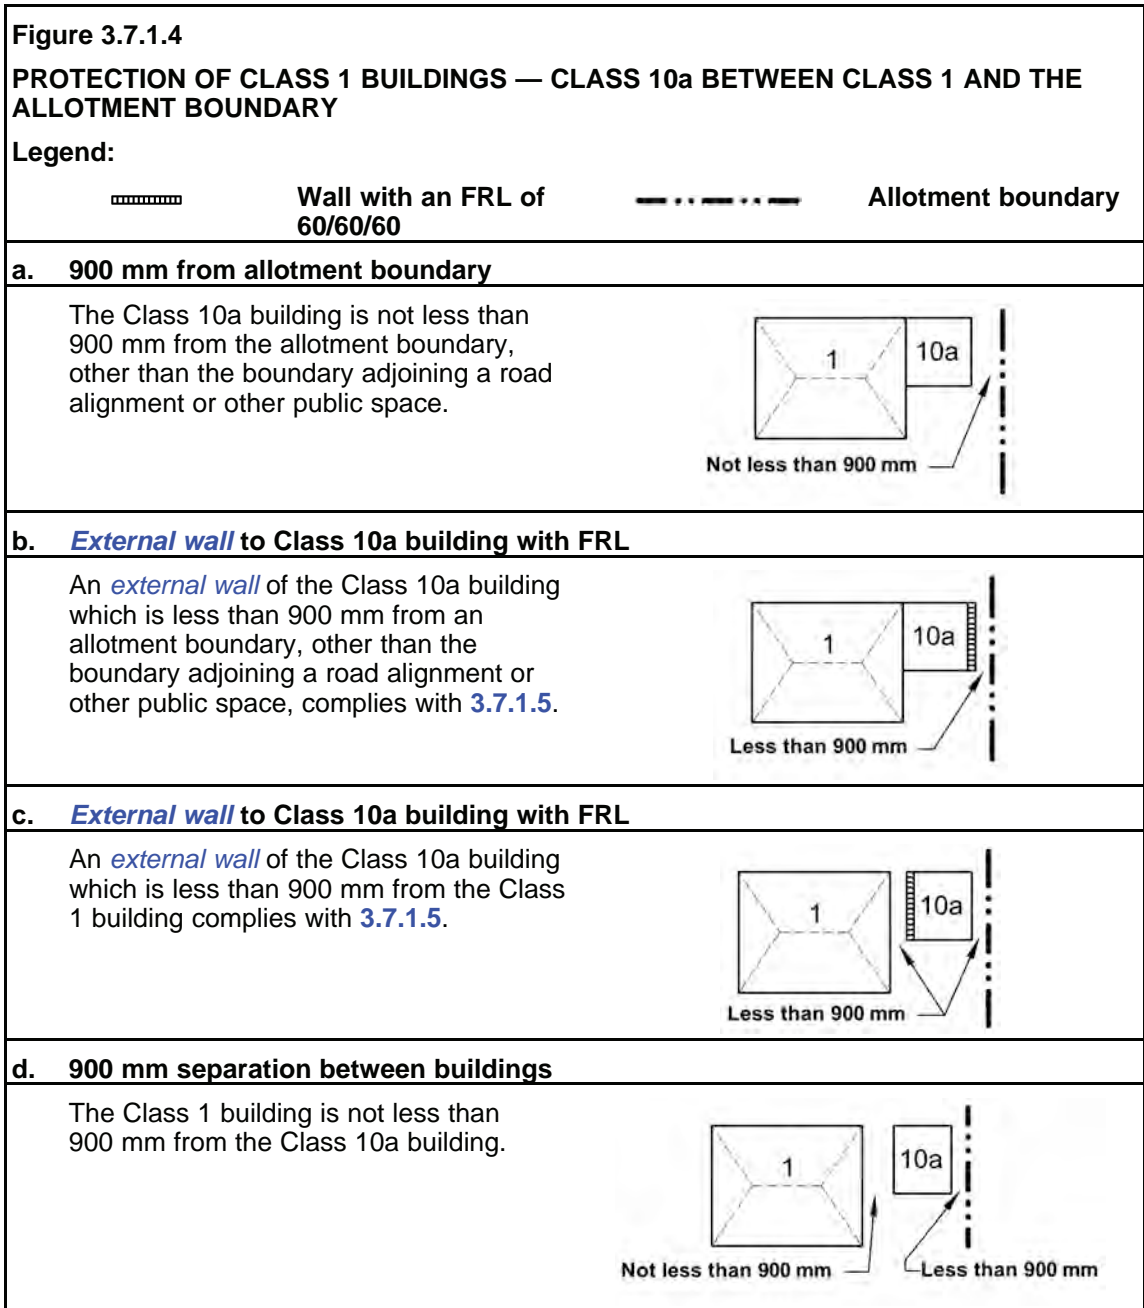 Figure 3.7.1.4
PROTECTION OF CLASS 1 BUILDINGS — CLASS 10a BETWEEN CLASS 1 AND THE
ALLOTMENT BOUNDARY
Legend:
Wall with an FRL of
60/60/60
Allotment boundary
a. 900 mm from allotment boundary
The Class 10a building is not less than
900 mm from the allotment boundary,
other than the boundary adjoining a road
alignment or other public space.
1
10a
Not less than 900 mm
b. External wall to Class 10a building with FRL
An external wall of the Class 10a building
which is less than 900 mm from an
allotment boundary, other than the
boundary adjoining a road alignment or
other public space, complies with 3.7.1.5.
1
10a
Less than 900 mm
c. External wall to Class 10a building with FRL
An external wall of the Class 10a building
which is less than 900 mm from the Class
1 building complies with 3.7.1.5.
1
10a
Less than 900 mm
d. 900 mm separation between buildings
The Class 1 building is not less than
900 mm from the Class 10a building.
1
10a
Not less than 900 mm
Less than 900 mm